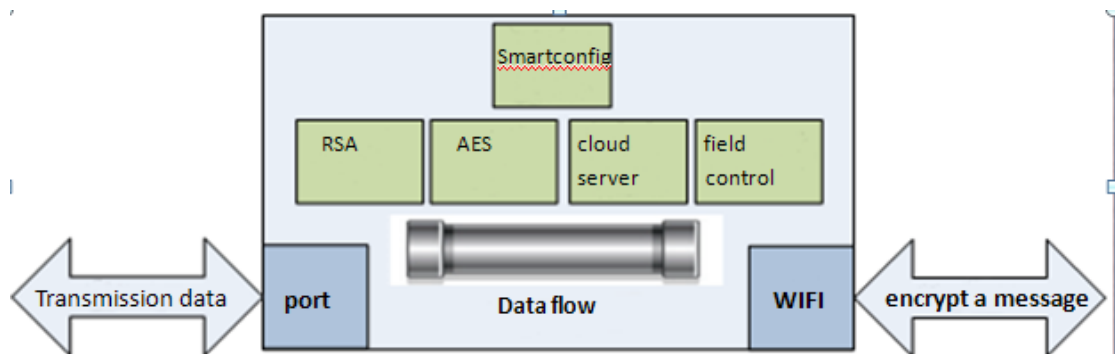 Smartconfig
RSA
AES
cloud
server
field
control
Transmission data
port
Data flow
WIFI
encrypt a message